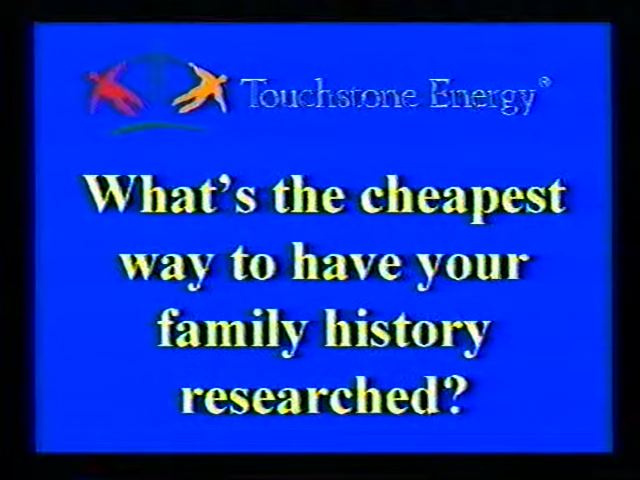 Touchstone Energy®
What's the cheapest
way to have your
family history
researched?